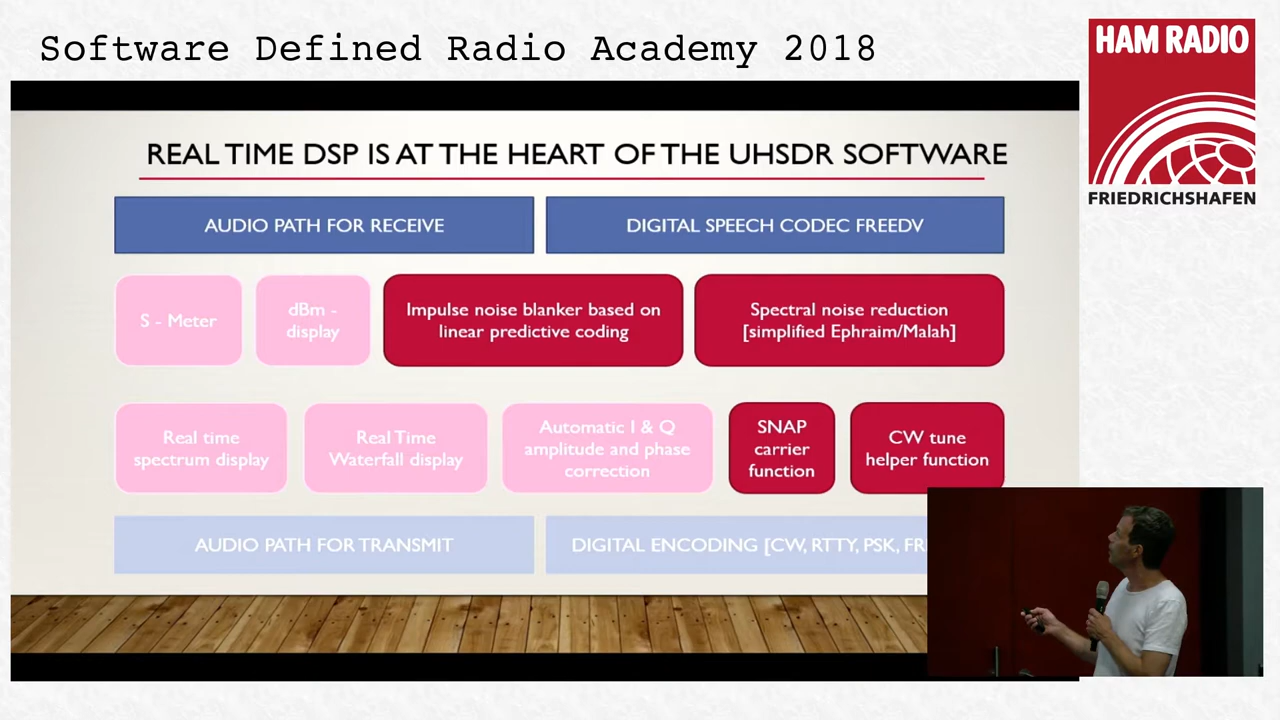 Software Defined Radio Academy 2018
HAM RADIO
FRIEDRICHSHAFEN
REAL TIME DSP IS AT THE HEART OF THE UHSDR SOFTWARE
AUDIO PATH FOR RECEIVE
DIGITAL SPEECH CODEC FREEDV
S - Meter
dBm -
display
Impulse noise blanker based on
linear predictive coding
Spectral noise reduction
[simplified Ephraim/Malah]
Real time
spectrum display
Real Time
Waterfall display
Automatic I & Q
amplitude and phase
correction
SNAP
carrier
function
CW tune
helper function
AUDIO PATH FOR TRANSMIT
DIGITAL ENCODING [CW, RTTY, PSK,